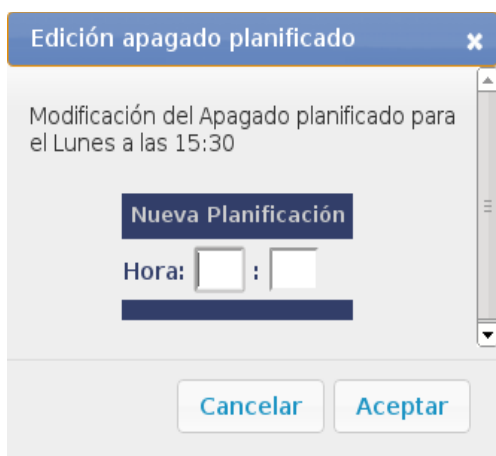 Edición apagado planificado
Modificación del Apagado planificado para
el Lunes a las 15:30
Nueva Planificación
Hora: :
Cancelar Aceptar